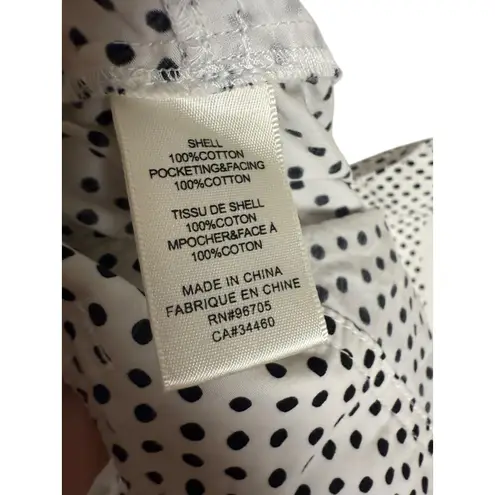 SHELL
100%COTTON
POCKETING&FACING
100%COTTON
TISSU DE SHELL
100%COTON
MPOCHER&FACE A
100%COTON
MADE IN CHINA
FABRIQUE EN CHINE
RN#96705
CA#34460